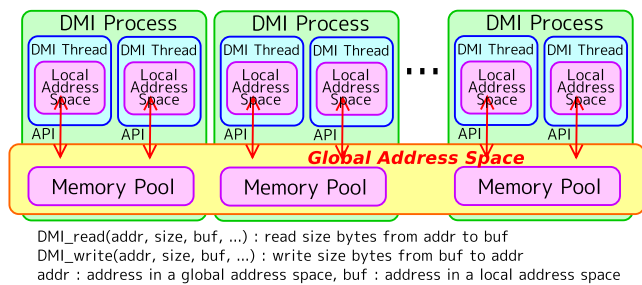 DMI Process DMI Process DMI Process
DMI Thread DMI Thread DMI Thread DMI Thread DMI Thread DMI Thread
Local Local Local Local Local Local
Address Address Address Address Address Address
Space Space Space Space Space Space
...
API API API API API API
Global Address Space
Memory Pool Memory Pool Memory Pool
DMI_read(addr, size, buf, ...) : read size bytes from addr to buf
DMI_write(addr, size, buf, ...) : write size bytes from buf to addr
addr : address in a global address space, buf : address in a local address space